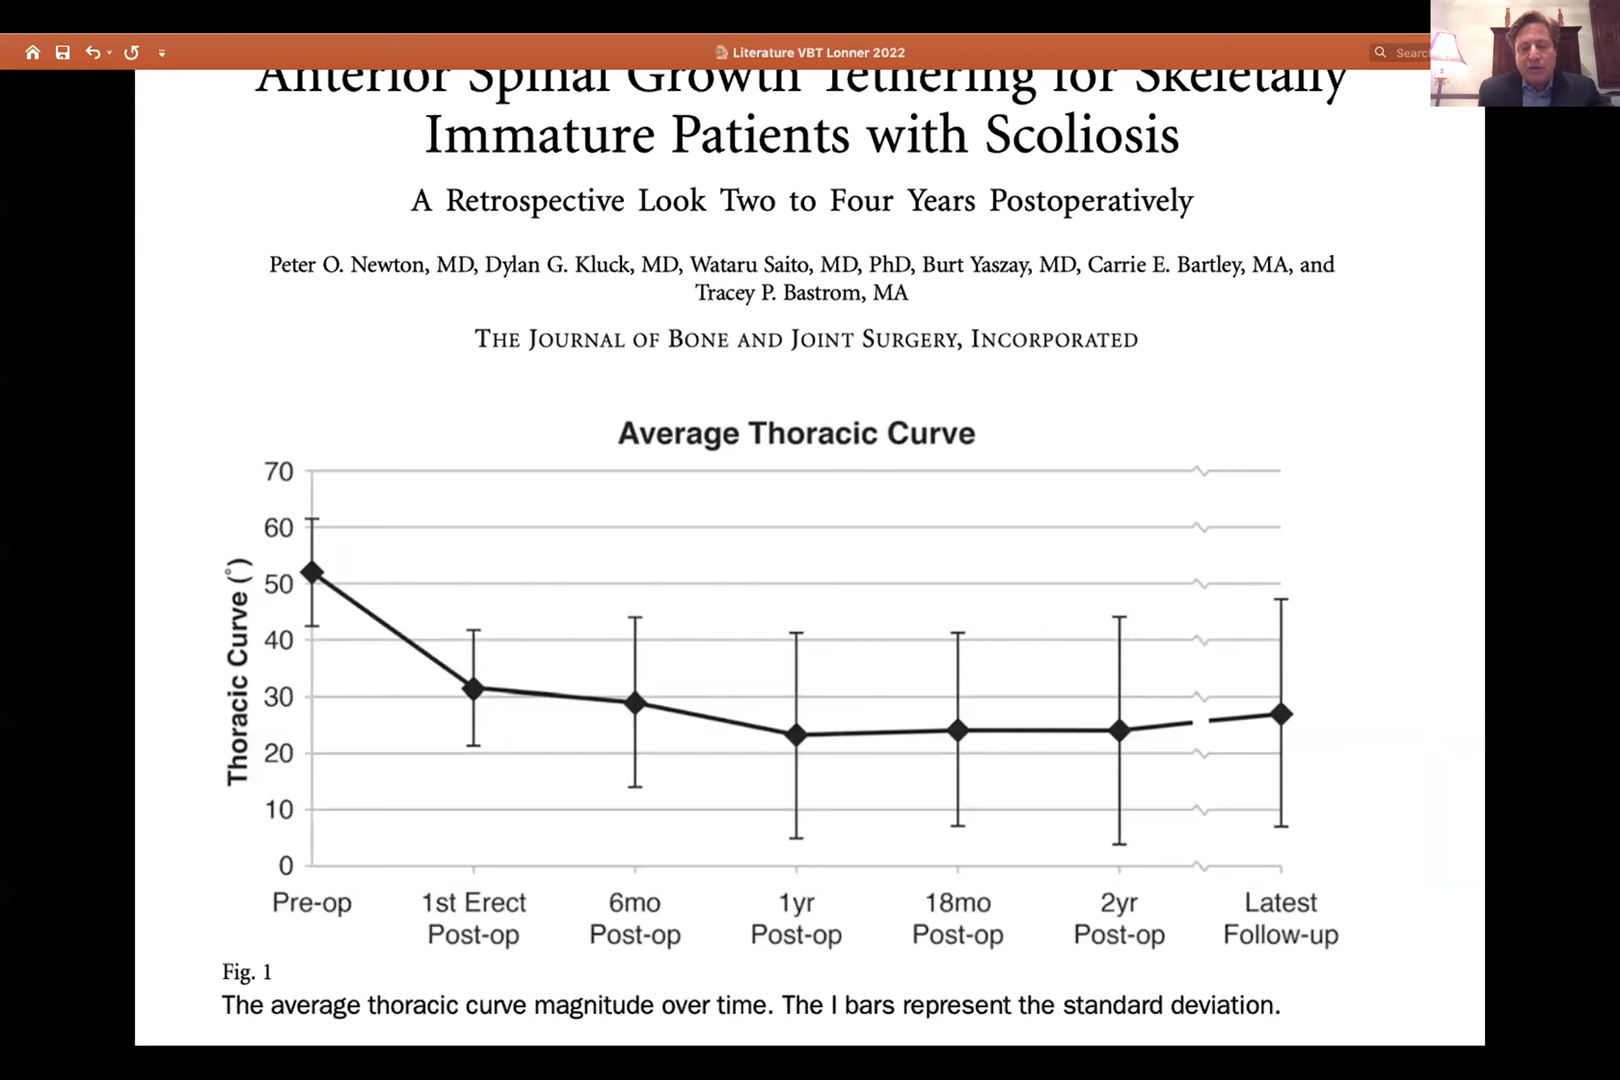 Literature VBT Lonner 2022
Searc
Anterior Spinal Growth Tethering for Skeletally
Immature Patients with Scoliosis
A Retrospective Look Two to Four Years Postoperatively
Peter O. Newton, MD, Dylan G. Kluck, MD, Wataru Saito, MD, PhD, Burt Yaszay, MD, Carrie E. Bartley, MA, and
Tracey P. Bastrom, MA
THE JOURNAL OF BONE AND JOINT SURGERY, INCORPORATED
Average Thoracic Curve
Thoracic Curve (°)
70
60
50
40
30
20
10
0
Pre-op 1st Erect 6mo 1yr 18mo 2yr Latest
Post-op Post-op Post-op Post-op Post-op Follow-up
Fig. 1
The average thoracic curve magnitude over time. The I bars represent the standard deviation.